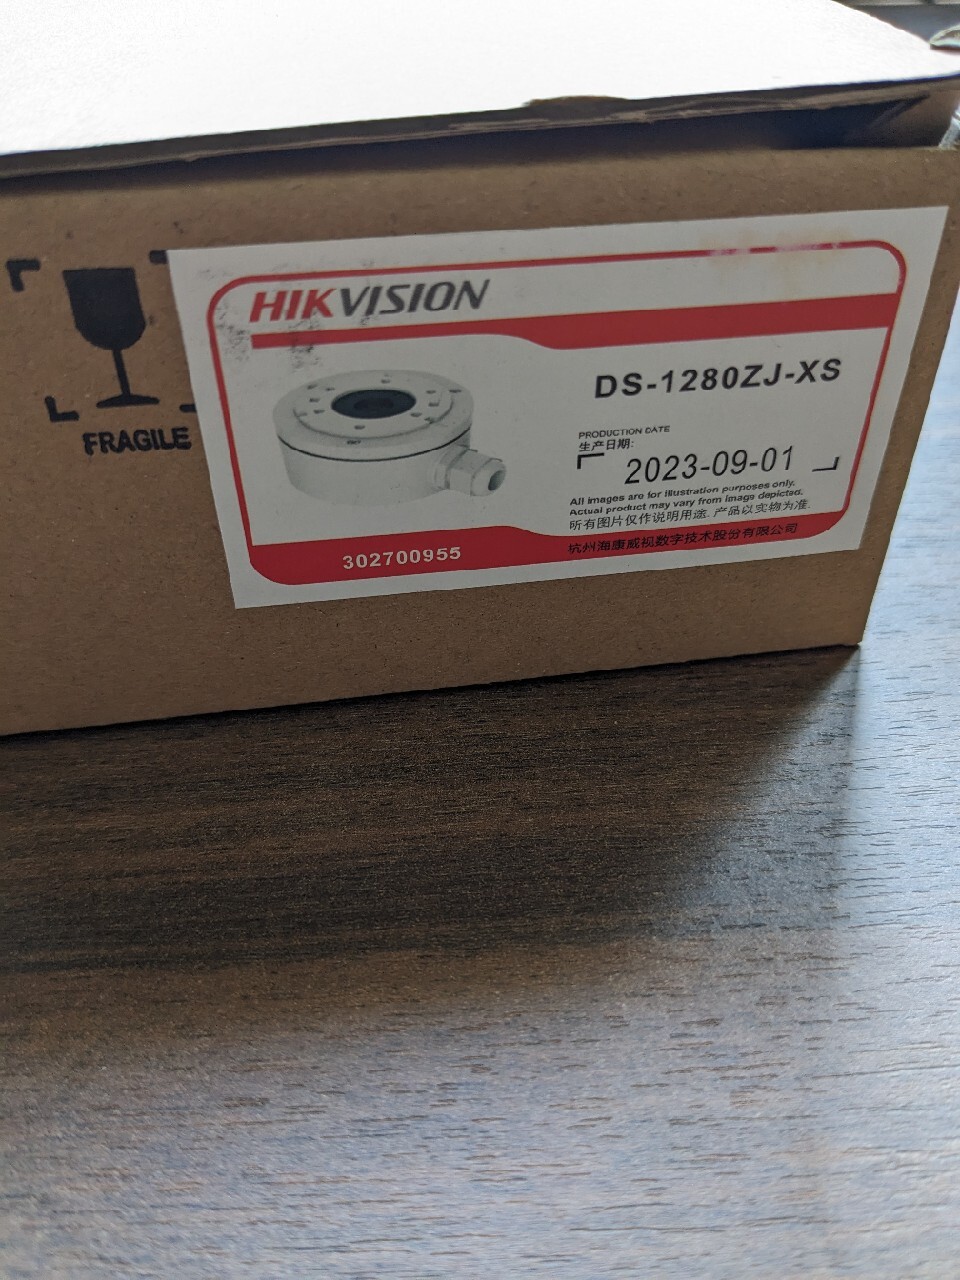 HIKVISION
DS-1280ZJ-XS
FRAGILE
PRODUCTION DATE
生产日期:
2023-09-01
All images are for illustration purposes only.
Actual product may vary from image depicted.
所有图片仅作说明用途, 产品以实物为准.
302700955
杭州海康威视数字技术股份有限公司